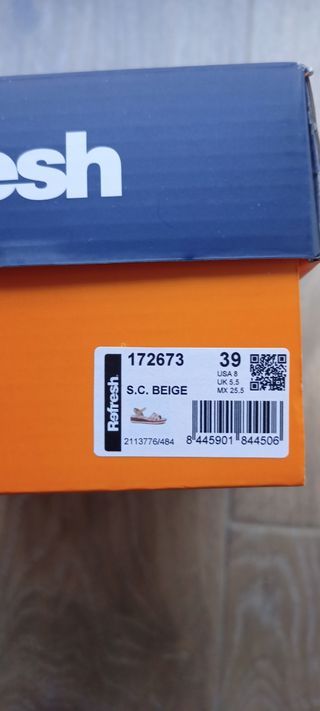 esh
Refresh.
172673
39
USA 8
UK 5,5
MX 25,5
S.C. BEIGE
2113776/484
8 445901 844506